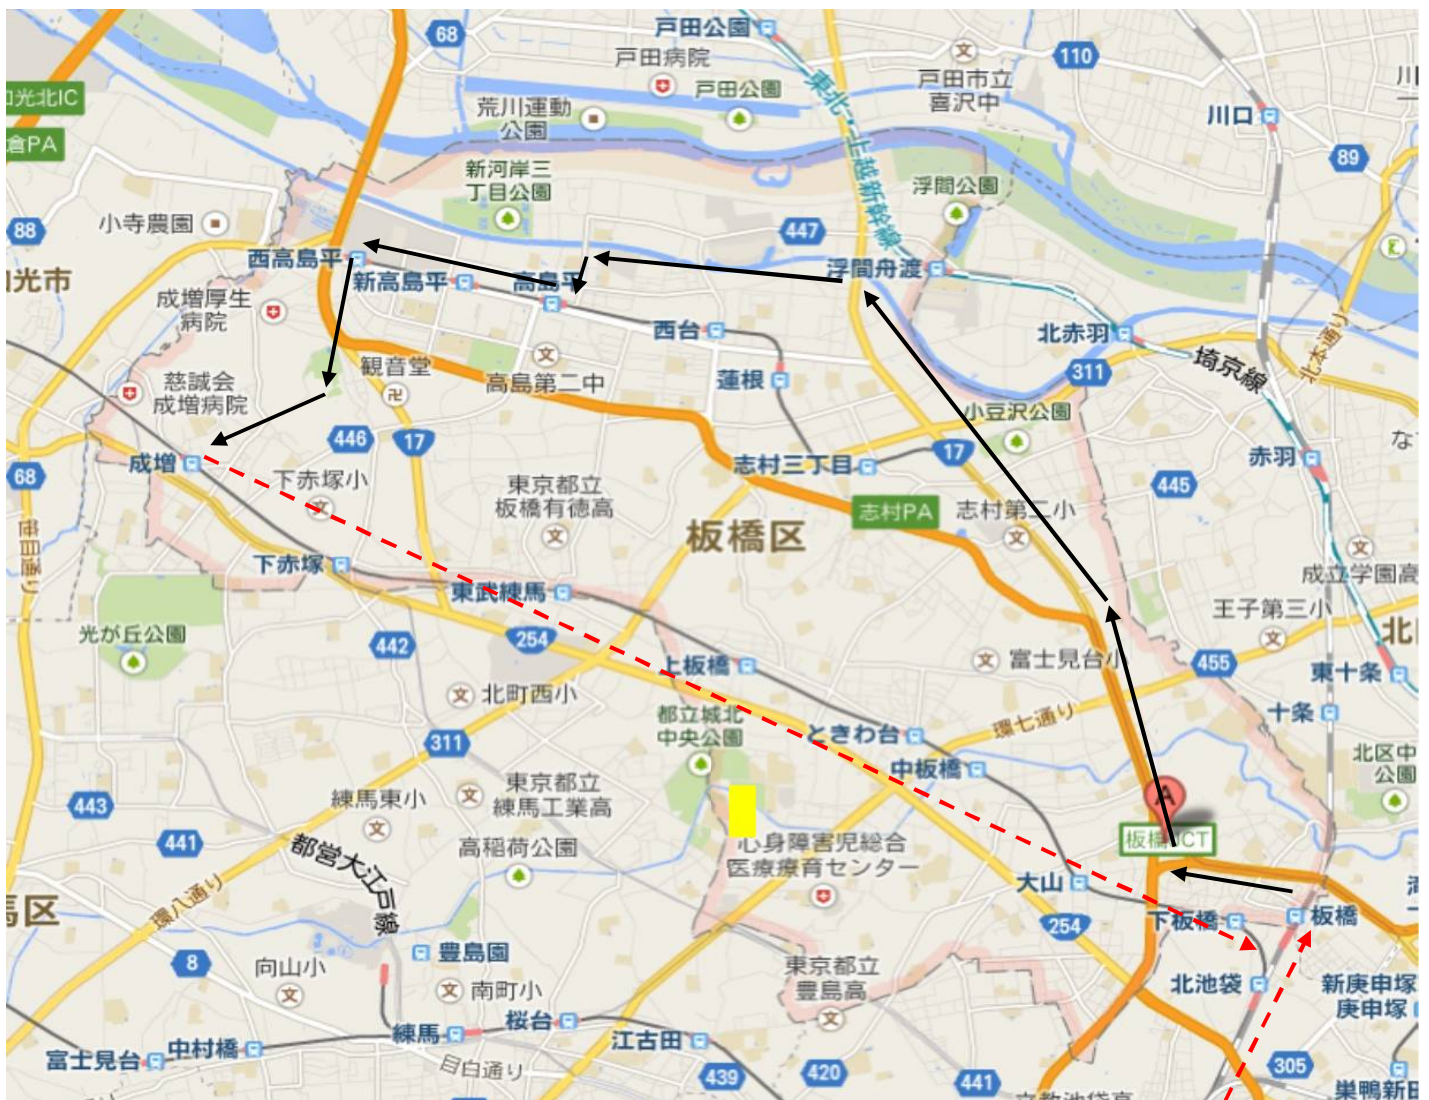 68
戸田公園
110
戸田病院
戸田公園
戸田市立
喜沢中
東北・上越新幹線
川口
89
光北IC
倉PA
荒川運動
公園
新河岸三
丁目公園
浮間公園
88
小寺農園
447
西高島平
新高島平
高島平
浮間舟渡
光市
成増厚生
病院
西台
北赤羽
埼京線
北本通り
311
観音堂
高島第二中
蓮根
慈誠会
成増病院
小豆沢公園
446
17
17
成増
68
下赤塚小
志村三丁目
赤羽
445
東京都立
板橋有徳高
板橋区
志村PA
志村第二小
笹目通り
下赤塚
東武練馬
成立学園高
王子第三小
光が丘公園
442
254
上板橋
富士見台小
455
東十条
北町西小
環七通り
十条
都立城北
中央公園
ときわ台
311
中板橋
北区中
公園
東京都立
練馬工業高
443
練馬東小
A
441
都営大江戸線
高稲荷公園
心身障害児総合
医療療育センター
板橋JCT
大山
環八通り
馬区
254
下板橋
板橋
豊島園
8
向山小
南町小
東京都立
豊島高
北池袋
新庚申塚
庚申塚
桜台
練馬
江古田
富士見台
中村橋
目白通り
439
420
441
305
巣鴨新田
立教池袋高